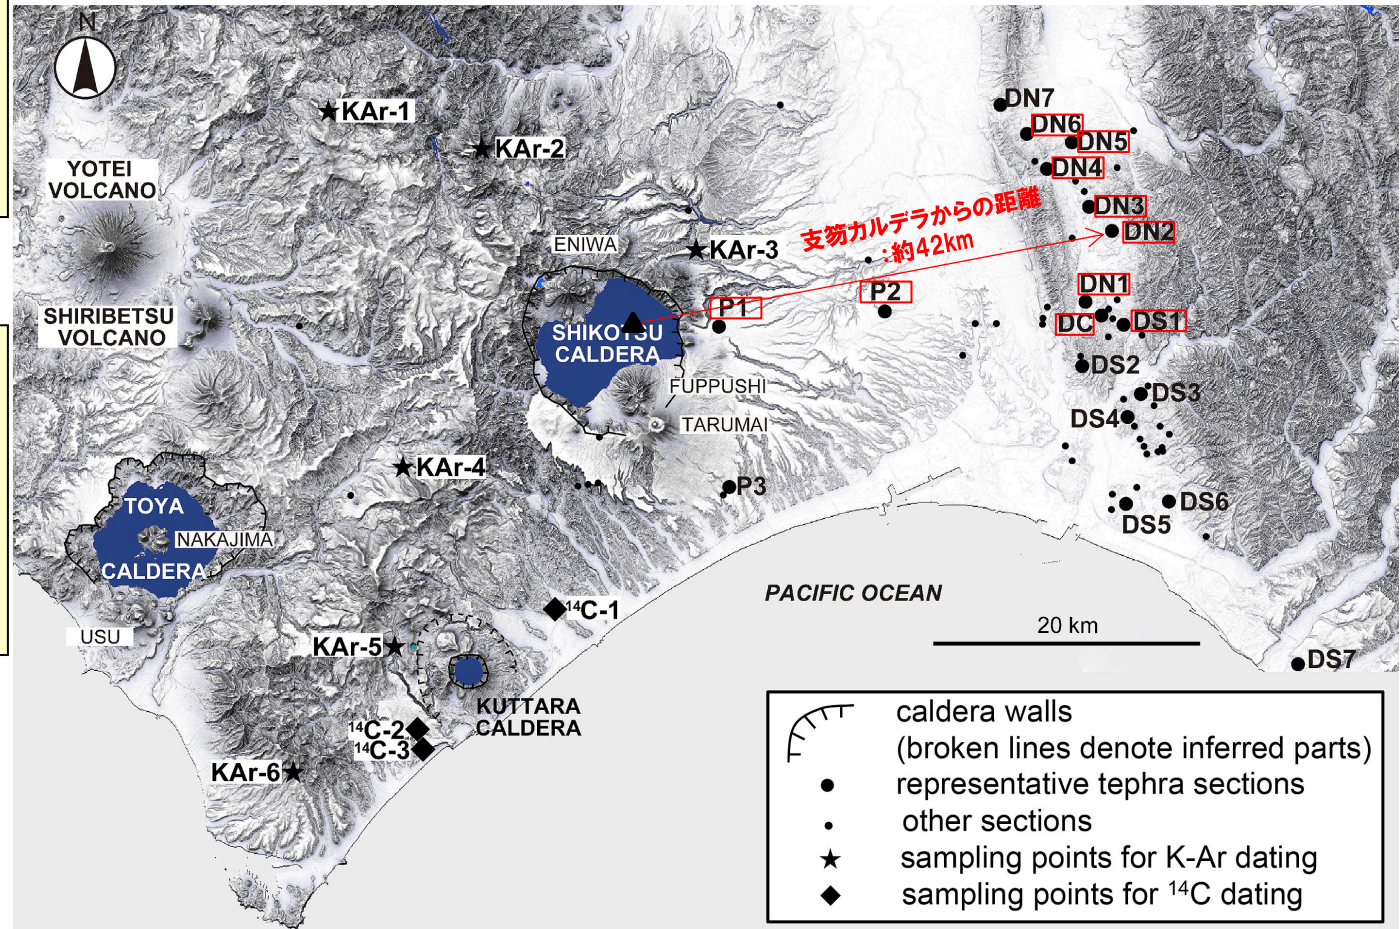 N
KAr-1
KAr-2
YOTEI
VOLCANO
SHIRIBETSU
VOLCANO
ENIWA
KAr-3
支笏カルデラからの距離
:約42km
DN7
DN6
DN5
DN4
DN3
DN2
DN1
DC
DS1
P1
P2
SHIKOTSU
CALDERA
FUPPUSHI
TARUMAI
DS2
DS3
DS4
KAr-4
P3
DS5
DS6
TOYA
NAKAJIMA
CALDERA
USU
¹⁴C-1
PACIFIC OCEAN
20 km
KAr-5
KUTTARA
CALDERA
¹⁴C-2
¹⁴C-3
KAr-6
DS7
caldera walls
(broken lines denote inferred parts)
representative tephra sections
other sections
sampling points for K-Ar dating
sampling points for ¹⁴C dating